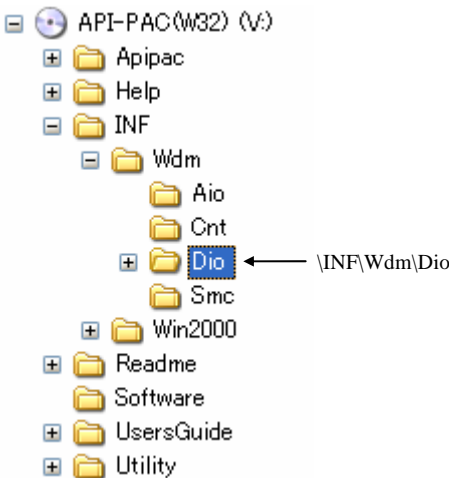 API-PAC(W32) (V:)
Apipac
Help
INF
Wdm
Aio
Cnt
Dio
\INF\Wdm\Dio
Smc
Win2000
Readme
Software
UsersGuide
Utility